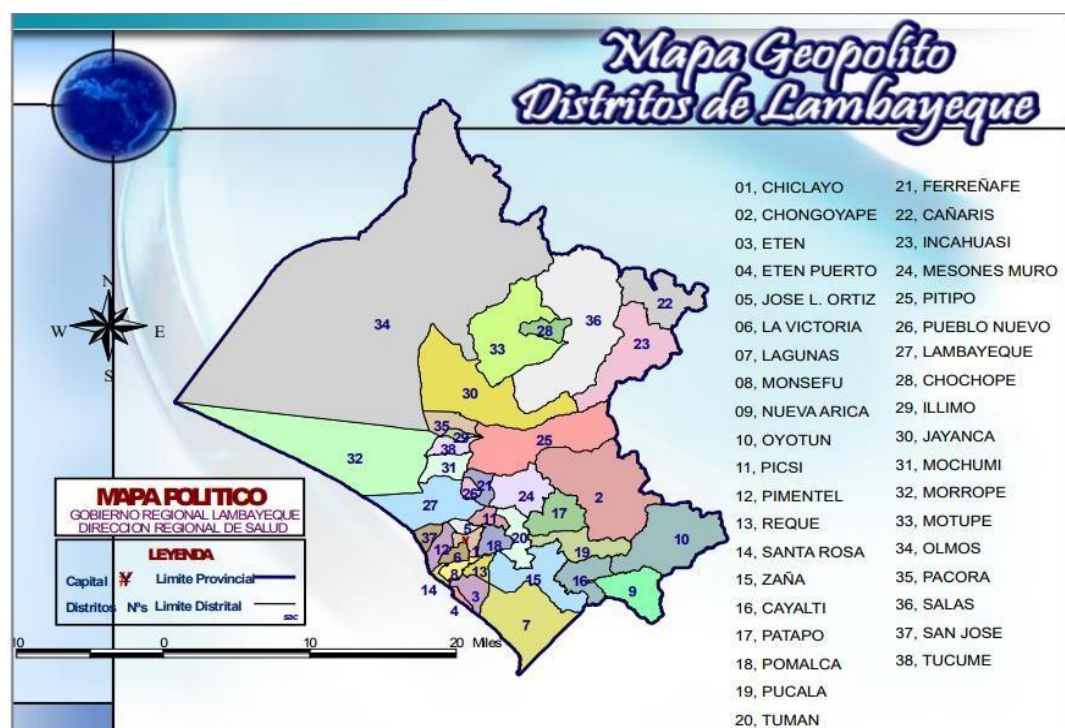 Mapa Geopolito
Distritos de Lambayeque
01, CHICLAYO
02, CHONGOYAPE
03, ETEN
04, ETEN PUERTO
05, JOSE L. ORTIZ
06, LA VICTORIA
07, LAGUNAS
08, MONSEFU
09, NUEVA ARICA
10, OYOTUN
11, PICSI
12, PIMENTEL
13, REQUE
14, SANTA ROSA
15, ZAÑA
16, CAYALTI
17, PATAPO
18, POMALCA
19, PUCALA
20, TUMAN
21, FERREÑAFE
22, CAÑARIS
23, INCAHUASI
24, MESONES MURO
25, PITIPO
26, PUEBLO NUEVO
27, LAMBAYEQUE
28, CHOCHOPE
29, ILLIMO
30, JAYANCA
31, MOCHUMI
32, MORROPE
33, MOTUPE
34, OLMOS
35, PACORA
36, SALAS
37, SAN JOSE
38, TUCUME
N
W E
S
34
22
36
28
23
33
30
35
29
25
38
32
31
21
26
24
2
27
17
11
5
37
20
12
18
1
10
6
19
13
8
15
16
14
9
3
4
7
MAPA POLITICO
GOBIERNO REGIONAL LAMBAYEQUE
DIRECCION REGIONAL DE SALUD
LEYENDA
Capital ¥ Limite Provincial
Distritos Nºs Limite Distrital
sac
10 0 10 20 Miles